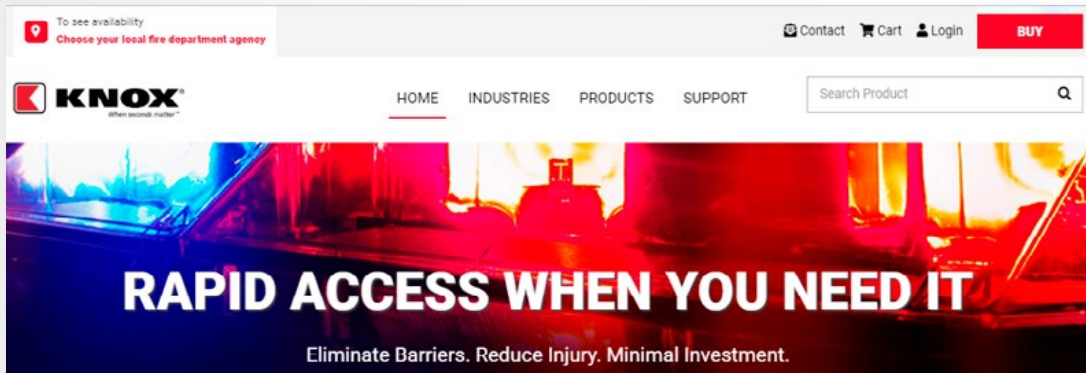 To see availability
Choose your local fire department agency
Contact Cart Login BUY
KNOX®
When seconds matter™
HOME INDUSTRIES PRODUCTS SUPPORT
Search Product
RAPID ACCESS WHEN YOU NEED IT
Eliminate Barriers. Reduce Injury. Minimal Investment.